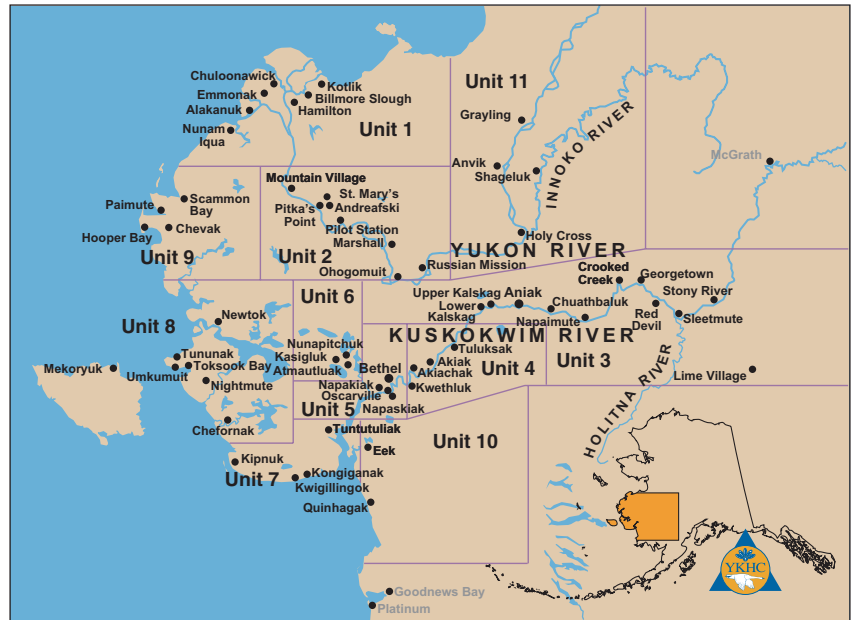 Chuloonawick
Kotlik
Emmonak
Billmore Slough
Alakanuk
Hamilton
Nunam
Iqua
Unit 1
Unit 11
Grayling
Anvik
Shageluk
INNOKO RIVER
McGrath
Mountain Village
St. Mary's
Pitka's
Point
Andreafski
Pilot Station
Marshall
Unit 2
Ohogomuit
Scammon
Bay
Paimute
Hooper Bay
Chevak
Unit 9
Holy Cross
YUKON RIVER
Russian Mission
Crooked
Creek
Georgetown
Stony River
Unit 6
Upper Kalskag
Aniak
Lower
Kalskag
Chuathbaluk
Napaimute
Red
Devil
Sleetmute
Unit 8
Newtok
KUSKOKWIM RIVER
Nunapitchuk
Kasigluk
Atmautluak
Tuluksak
Unit 3
Tununak
Toksook Bay
Mekoryuk
Umkumuit
Nightmute
Bethel
Akiak
Akiachak
Unit 4
Kwethluk
Lime Village
Napakiak
Oscarville
Napaskiak
Unit 5
HOLITNA RIVER
Chefornak
Tuntutuliak
Eek
Unit 10
Kipnuk
Unit 7
Kongiganak
Kwigillingok
Quinhagak
Goodnews Bay
Platinum
YKHC